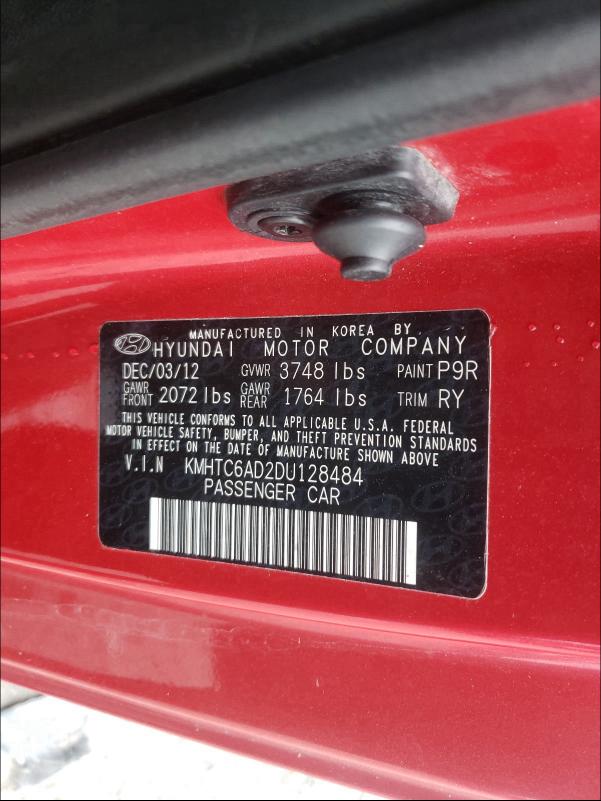 MANUFACTURED IN KOREA BY
HYUNDAI MOTOR COMPANY
DEC/03/12 GVWR 3748 lbs PAINT P9R
GAWR FRONT 2072 lbs GAWR REAR 1764 lbs TRIM RY
THIS VEHICLE CONFORMS TO ALL APPLICABLE U.S.A. FEDERAL
MOTOR VEHICLE SAFETY, BUMPER, AND THEFT PREVENTION STANDARDS
IN EFFECT ON THE DATE OF MANUFACTURE SHOWN ABOVE
V.I.N KMHTC6AD2DU128484
PASSENGER CAR